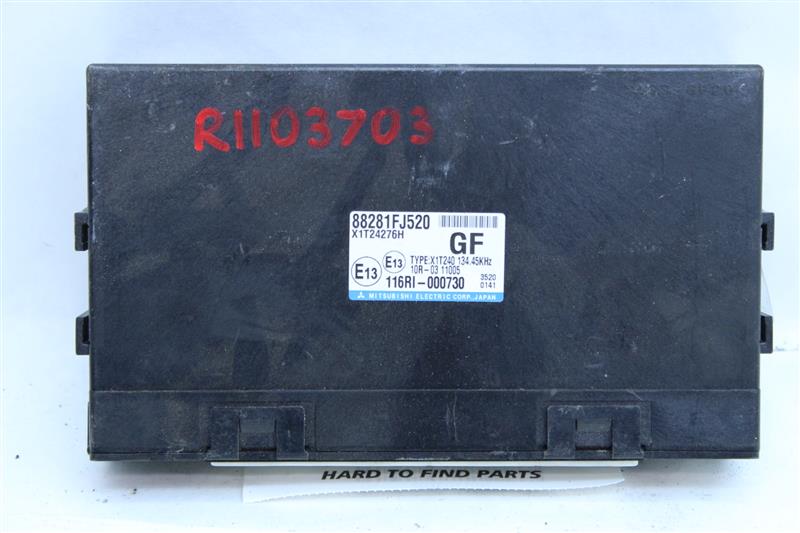 R1103703
88281FJ520
X1T24276H
GF
TYPE:X1T240 134.45KHz
E13
E13
10R-03 11005
116RI-000730
3520
0141
MITSUBISHI ELECTRIC CORP., JAPAN
HARD TO FIND PARTS